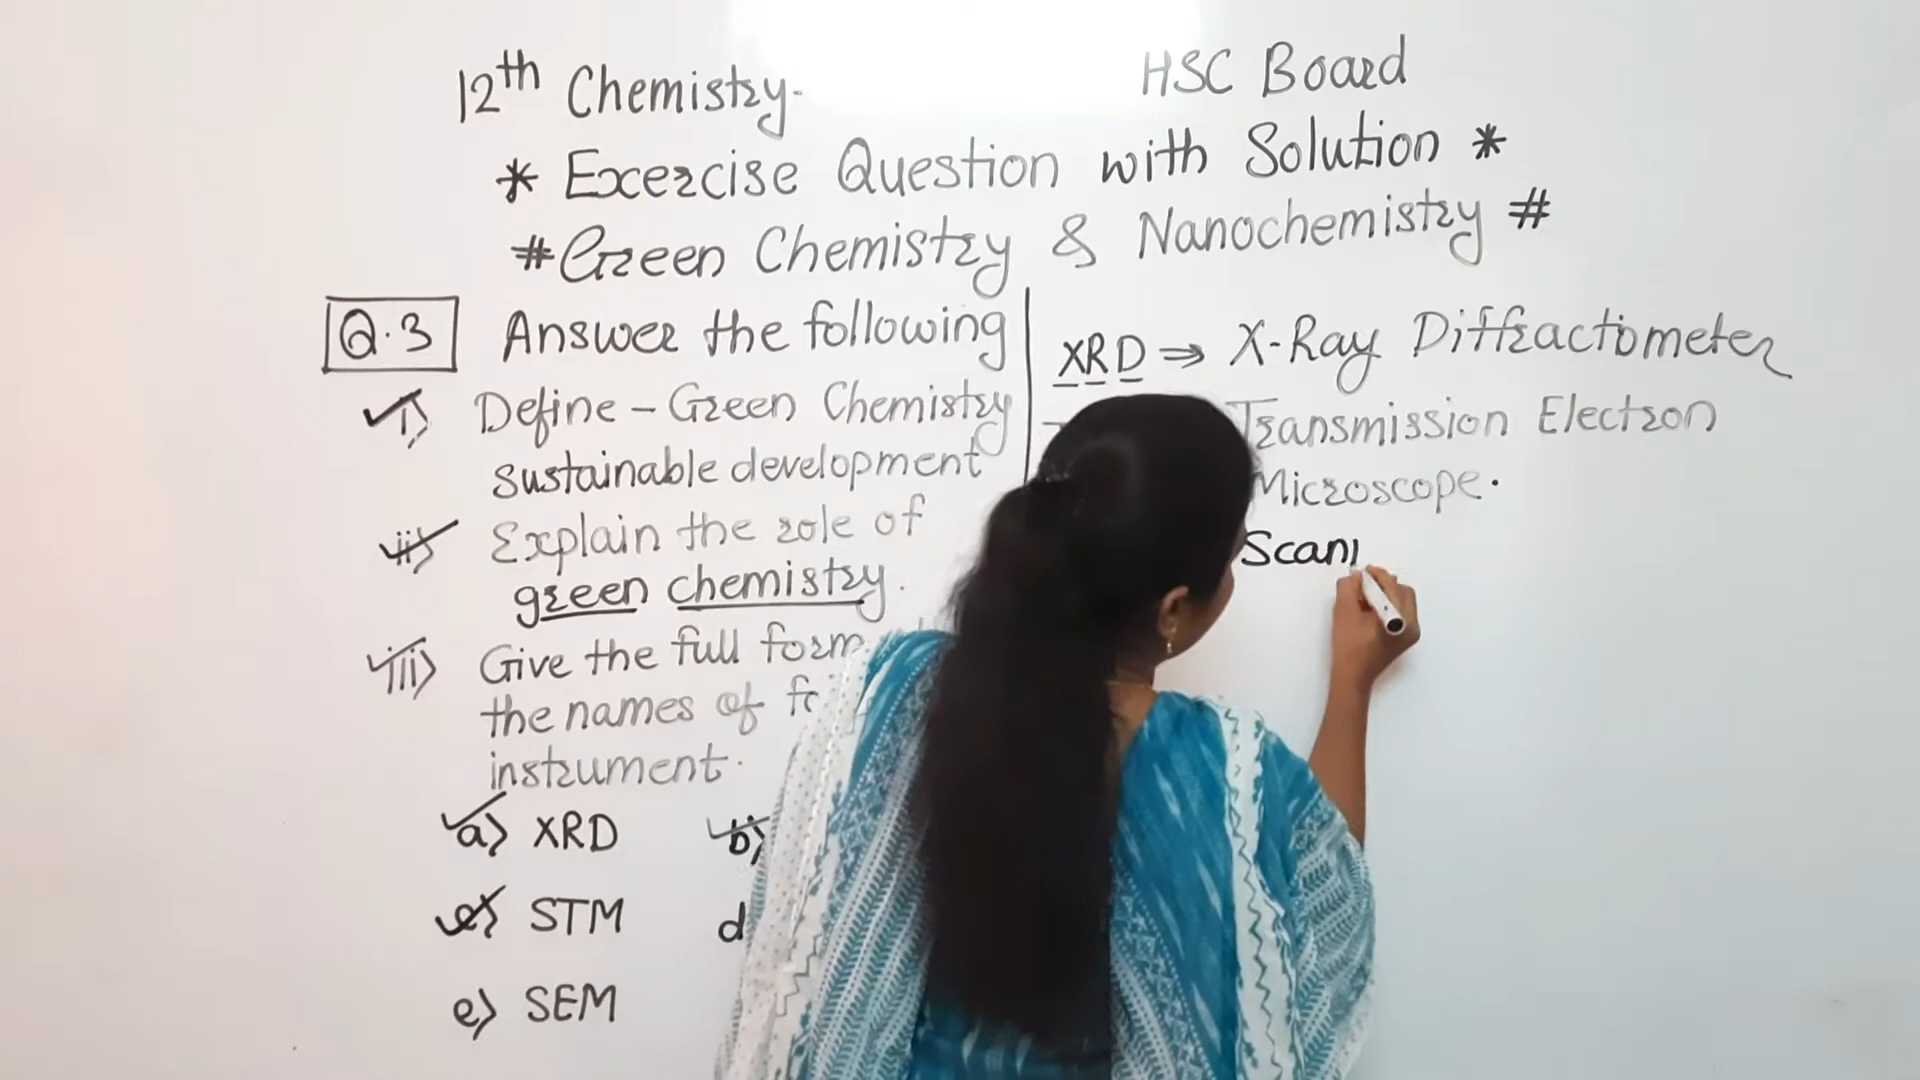 12th Chemistry.
HSC Board
* Exercise Question with Solution *
# Green Chemistry & Nanochemistry #
Q.3 Answer the following
i) Define - Green Chemistry
sustainable development
ii) Explain the role of
green chemistry.
iii) Give the full form
the names of
instrument.
a) XRD b)
c) STM d
e) SEM
XRD ⇒ X-Ray Diffractometer
Transmission Electron
Microscope.
Scann